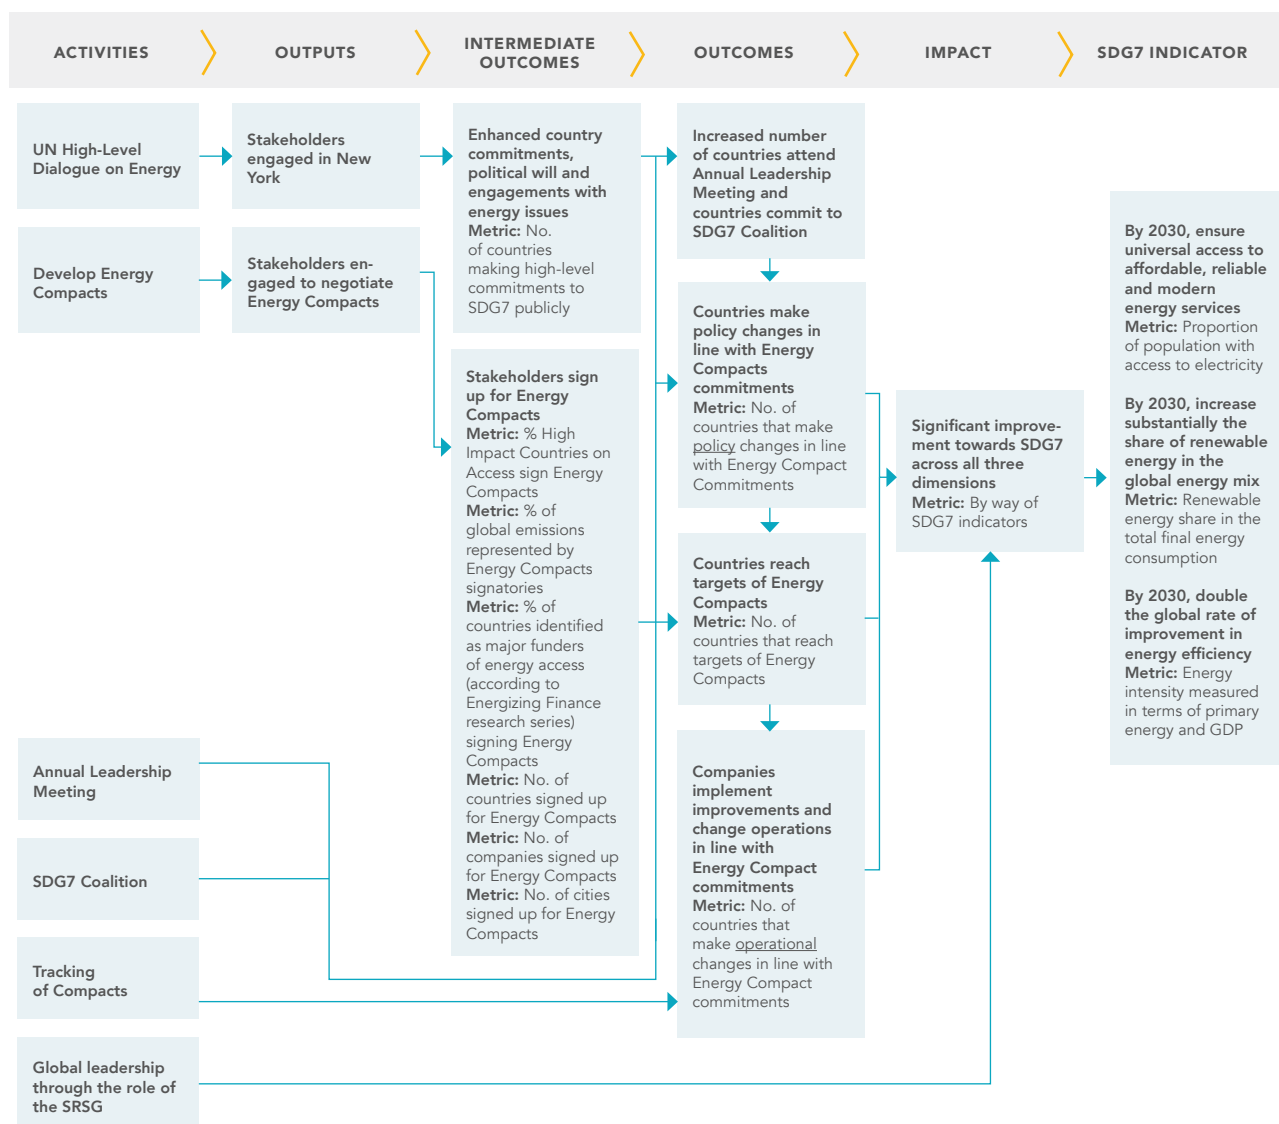 ACTIVITIES
OUTPUTS
INTERMEDIATE
OUTCOMES
OUTCOMES
IMPACT
SDG7 INDICATOR
UN High-Level
Dialogue on Energy
Develop Energy
Compacts
Annual Leadership
Meeting
SDG7 Coalition
Tracking
of Compacts
Global leadership
through the role of
the SRSG
Stakeholders
engaged in New
York
Stakeholders en-
gaged to negotiate
Energy Compacts
Enhanced country
commitments,
political will and
engagements with
energy issues
Metric: No.
of countries
making high-level
commitments to
SDG7 publicly
Stakeholders sign
up for Energy
Compacts
Metric: % High
Impact Countries on
Access sign Energy
Compacts
Metric: % of
global emissions
represented by
Energy Compacts
signatories
Metric: % of
countries identified
as major funders
of energy access
(according to
Energizing Finance
research series)
signing Energy
Compacts
Metric: No. of
countries signed up
for Energy Compacts
Metric: No. of
companies signed up
for Energy Compacts
Metric: No. of cities
signed up for Energy
Compacts
Increased number
of countries attend
Annual Leadership
Meeting and
countries commit to
SDG7 Coalition
Countries make
policy changes in
line with Energy
Compacts
commitments
Metric: No. of
countries that make
policy changes in line
with Energy Compact
Commitments
Countries reach
targets of Energy
Compacts
Metric: No. of
countries that reach
targets of Energy
Compacts
Companies
implement
improvements and
change operations
in line with
Energy Compact
commitments
Metric: No. of
countries that
make operational
changes in line with
Energy Compact
commitments
Significant improve-
ment towards SDG7
across all three
dimensions
Metric: By way of
SDG7 indicators
By 2030, ensure
universal access to
affordable, reliable
and modern
energy services
Metric: Proportion
of population with
access to electricity
By 2030, increase
substantially the
share of renewable
energy in the
global energy mix
Metric: Renewable
energy share in the
total final energy
consumption
By 2030, double
the global rate of
improvement in
energy efficiency
Metric: Energy
intensity measured
in terms of primary
energy and GDP